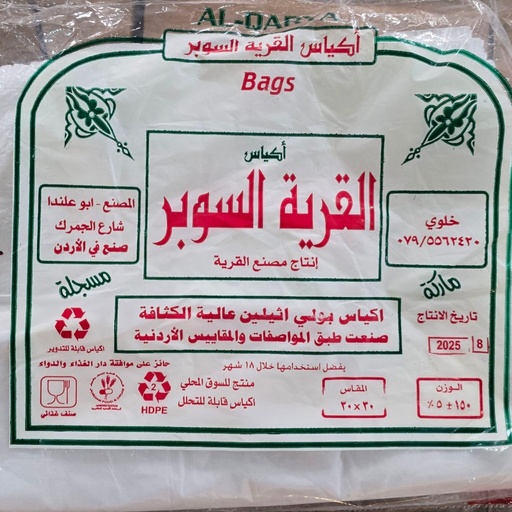 AL-QARYA
أكياس القرية السوبر
Bags
أكياس
القرية السوبر
إنتاج مصنع القرية
المصنع - ابو علندا
شارع الجمرك
صنع في الأردن
خلوي
٠٧٩/٥٥٦٢٤٢٠
ماركة
مسجلة
اكياس بولي اثيلين عالية الكثافة
صنعت طبق المواصفات والمقاييس الأردنية
تاريخ الانتاج
2025 8
اكياس قابلة للتدوير
يفضل استخدامها خلال ١٨ شهر
حائز على موافقة دار الغذاء والدواء
منتج للسوق المحلي
اكياس قابلة للتحلل
2
HDPE
صنف غذائي
المقاس
٣٠×٢٠
الوزن
١٥٠ ± ٥٪